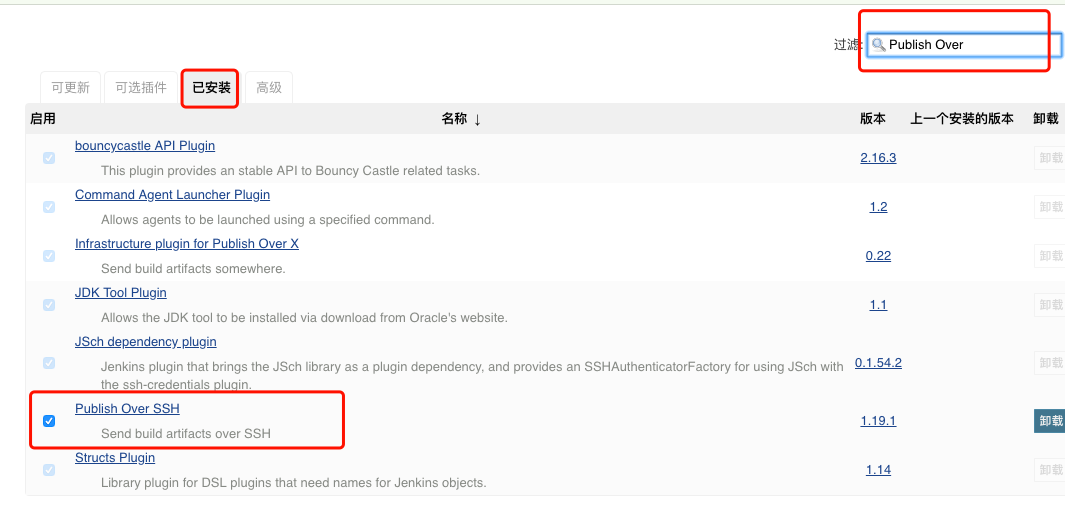 过滤: Publish Over
可更新 可选插件 已安装 高级
启用 名称 ↓ 版本 上一个安装的版本 卸载
bouncycastle API Plugin
This plugin provides an stable API to Bouncy Castle related tasks.
2.16.3 卸载
Command Agent Launcher Plugin
Allows agents to be launched using a specified command.
1.2 卸载
Infrastructure plugin for Publish Over X
Send build artifacts somewhere.
0.22 卸载
JDK Tool Plugin
Allows the JDK tool to be installed via download from Oracle's website.
1.1 卸载
JSch dependency plugin
Jenkins plugin that brings the JSch library as a plugin dependency, and provides an SSHAuthenticatorFactory for using JSch with
the ssh-credentials plugin.
0.1.54.2 卸载
Publish Over SSH
Send build artifacts over SSH
1.19.1 卸载
Structs Plugin
Library plugin for DSL plugins that need names for Jenkins objects.
1.14 卸载